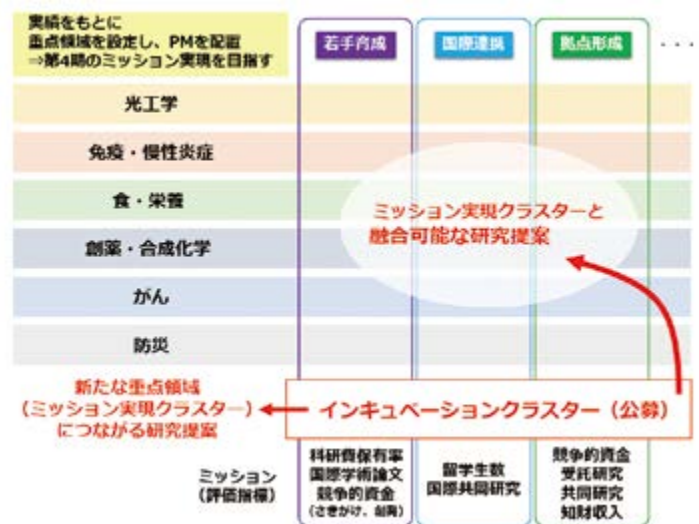 実績をもとに
重点領域を設定し、PMを配置
⇒第4期のミッション実現を目指す
若手育成
国際連携
拠点形成
・・・
光工学
免疫・慢性炎症
食・栄養
創薬・合成化学
がん
防災
ミッション実現クラスターと
融合可能な研究提案
新たな重点領域
（ミッション実現クラスター）
につながる研究提案
インキュベーションクラスター（公募）
ミッション
（評価指標）
科研費保有率
国際学術論文
競争的資金
（さきがけ、創発）
留学生数
国際共同研究
競争的資金
受託研究
共同研究
知財収入